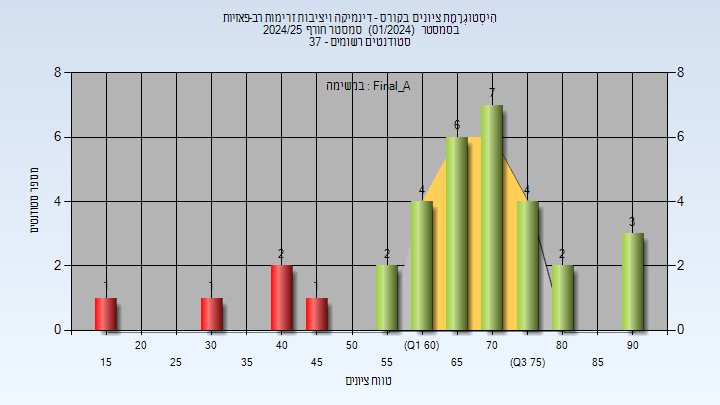 היסטוגרמת ציונים בקורס - דינמיקה ויציבות זרימות רב-פאזיות
בסמסטר (01/2024) סמסטר חורף 2024/25
סטודנטים רשומים - 37
במשימה : Final_A
8 8
6 6
4 4
2 2
0 0
1 1 2 1 2 4 6 7 4 2 3
מספר סטודנטים
20 30 40 50 (Q1 60) 70 80 90
15 25 35 45 55 65 (Q3 75) 85
טווח ציונים